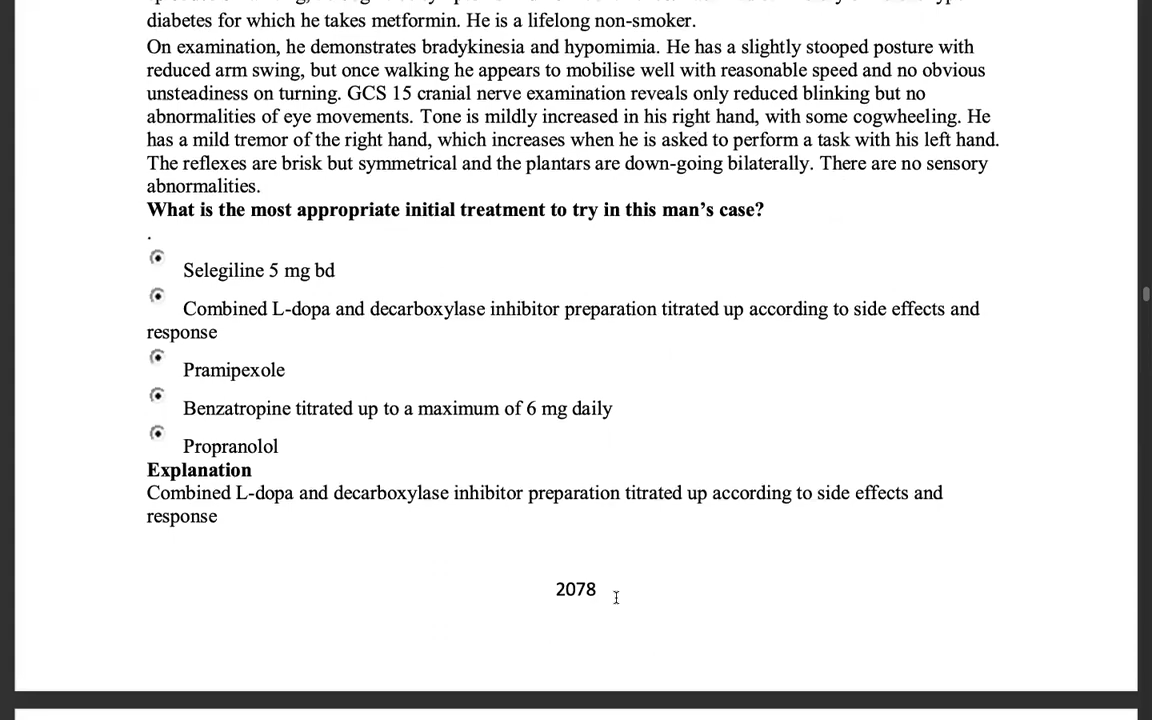 diabetes for which he takes metformin. He is a lifelong non-smoker.
On examination, he demonstrates bradykinesia and hypomimia. He has a slightly stooped posture with
reduced arm swing, but once walking he appears to mobilise well with reasonable speed and no obvious
unsteadiness on turning. GCS 15 cranial nerve examination reveals only reduced blinking but no
abnormalities of eye movements. Tone is mildly increased in his right hand, with some cogwheeling. He
has a mild tremor of the right hand, which increases when he is asked to perform a task with his left hand.
The reflexes are brisk but symmetrical and the plantars are down-going bilaterally. There are no sensory
abnormalities.
What is the most appropriate initial treatment to try in this man’s case?
.
Selegiline 5 mg bd
Combined L-dopa and decarboxylase inhibitor preparation titrated up according to side effects and
response
Pramipexole
Benzatropine titrated up to a maximum of 6 mg daily
Propranolol
Explanation
Combined L-dopa and decarboxylase inhibitor preparation titrated up according to side effects and
response
2078